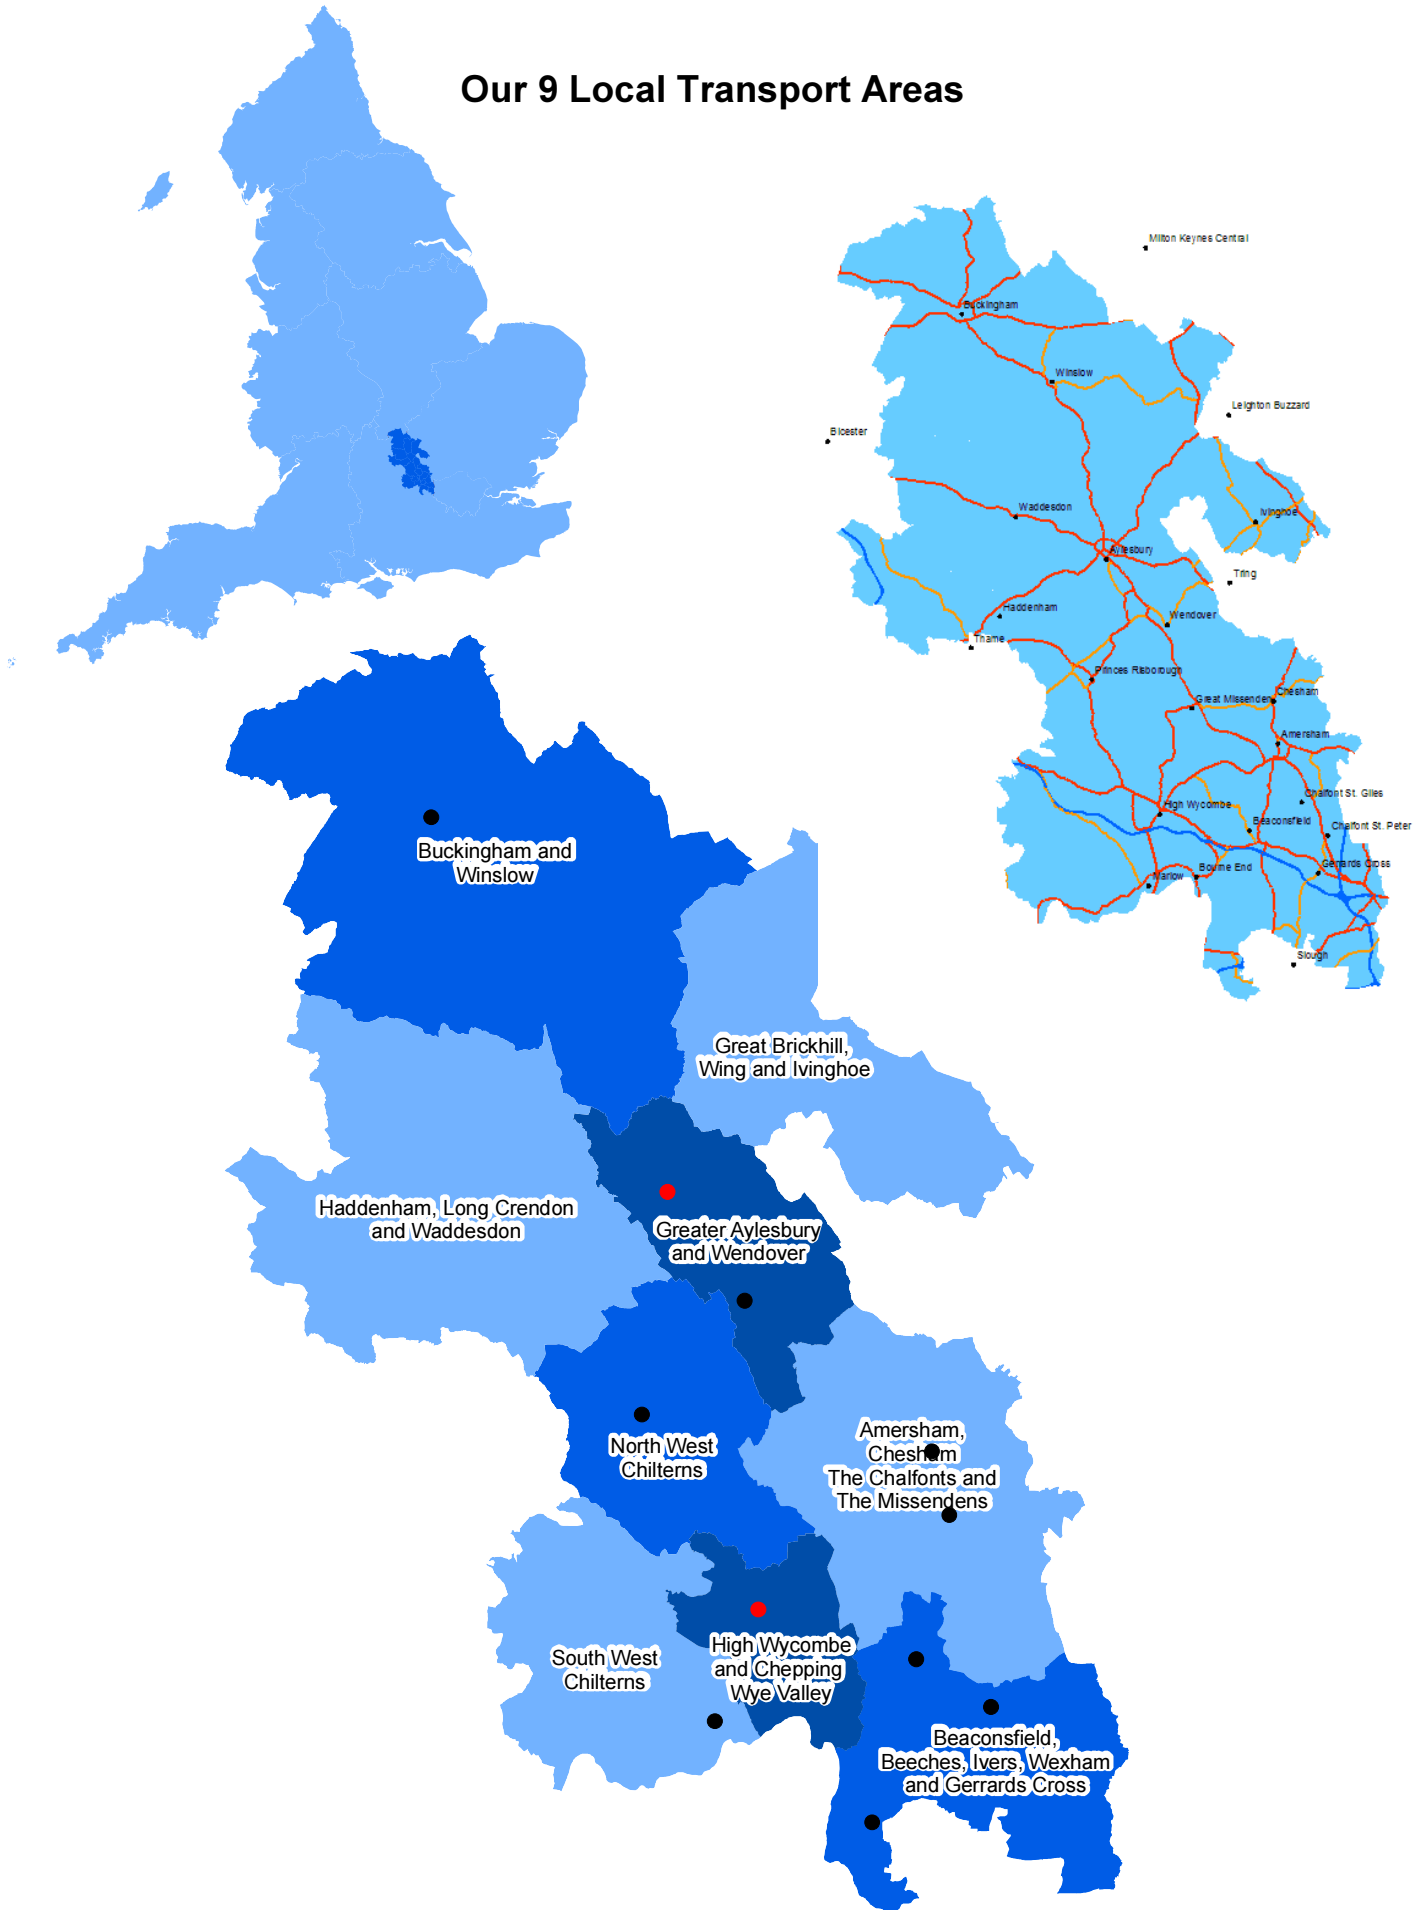 Our 9 Local Transport Areas
Milton Keynes Central
Buckingham
Winslow
Leighton Buzzard
Bicester
Waddesdon
Ivinghoe
Aylesbury
Tring
Haddenham
Wendover
Thame
Princes Risborough
Great Missenden
Chesham
Amersham
Chalfont St. Giles
High Wycombe
Beaconsfield
Chalfont St. Peter
Gerrards Cross
Bourne End
Marlow
Slough
Buckingham and
Winslow
Great Brickhill,
Wing and Ivinghoe
Haddenham, Long Crendon
and Waddesdon
Greater Aylesbury
and Wendover
North West
Chilterns
Amersham,
Chesham
The Chalfonts and
The Missendens
South West
Chilterns
High Wycombe
and Chepping
Wye Valley
Beaconsfield,
Beeches, Ivers, Wexham
and Gerrards Cross